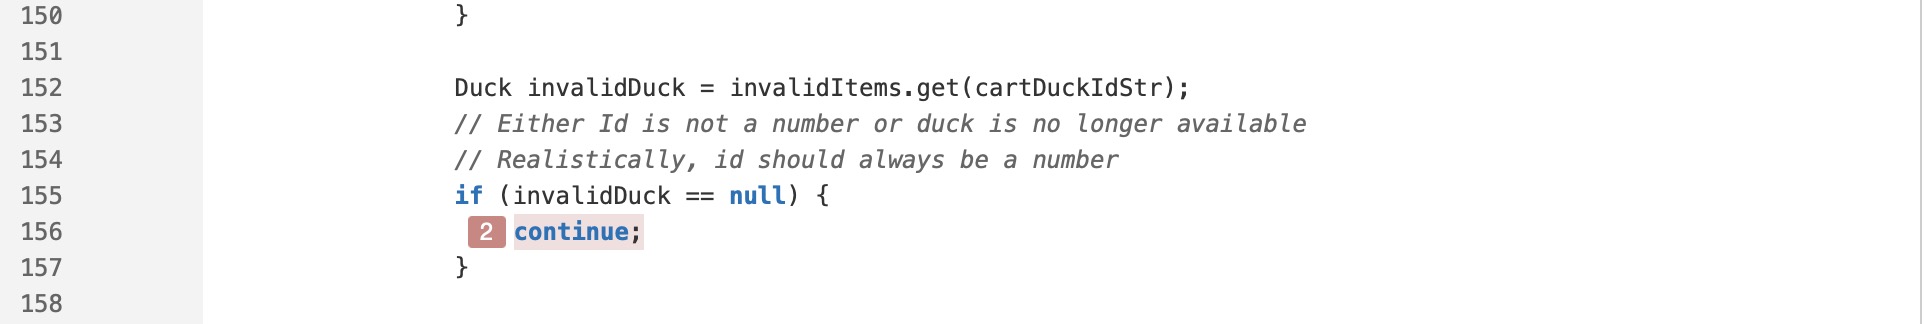 150 }
151
152 Duck invalidDuck = invalidItems.get(cartDuckIdStr);
153 // Either Id is not a number or duck is no longer available
154 // Realistically, id should always be a number
155 if (invalidDuck == null) {
156 2 continue;
157 }
158